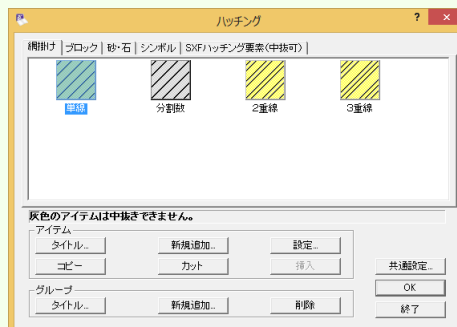 ハッチング
? ×
網掛け ブロック 砂・石 シンボル SXFハッチング要素(中抜可)
単線 分割数 2重線 3重線
灰色のアイテムは中抜きできません。
アイテム
タイトル... 新規追加... 設定...
コピー カット 挿入 共通設定...
グループ OK
タイトル... 新規追加... 削除 終了